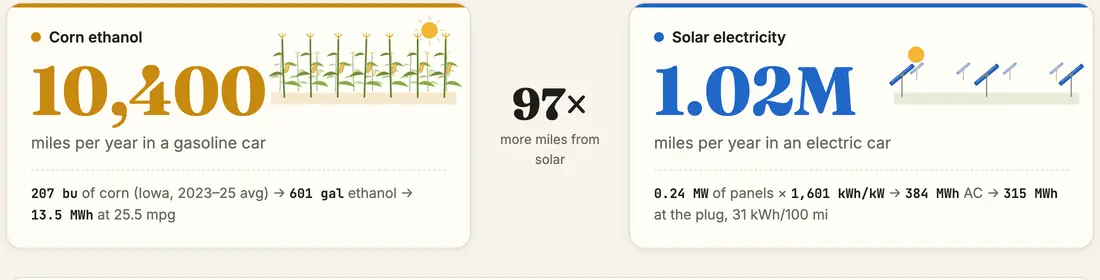 Corn ethanol
10,400
miles per year in a gasoline car
207 bu of corn (Iowa, 2023–25 avg) → 601 gal ethanol →
13.5 MWh at 25.5 mpg
97×
more miles from
solar
Solar electricity
1.02M
miles per year in an electric car
0.24 MW of panels × 1,601 kWh/kW → 384 MWh AC → 315 MWh
at the plug, 31 kWh/100 mi